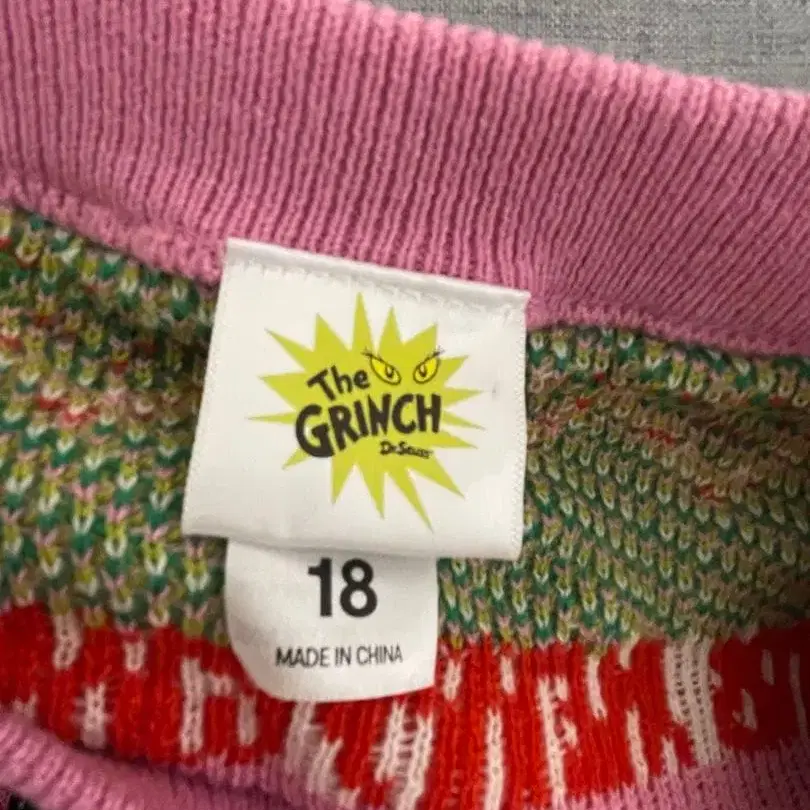 The
GRINCH
Dr. Seuss
18
MADE IN CHINA